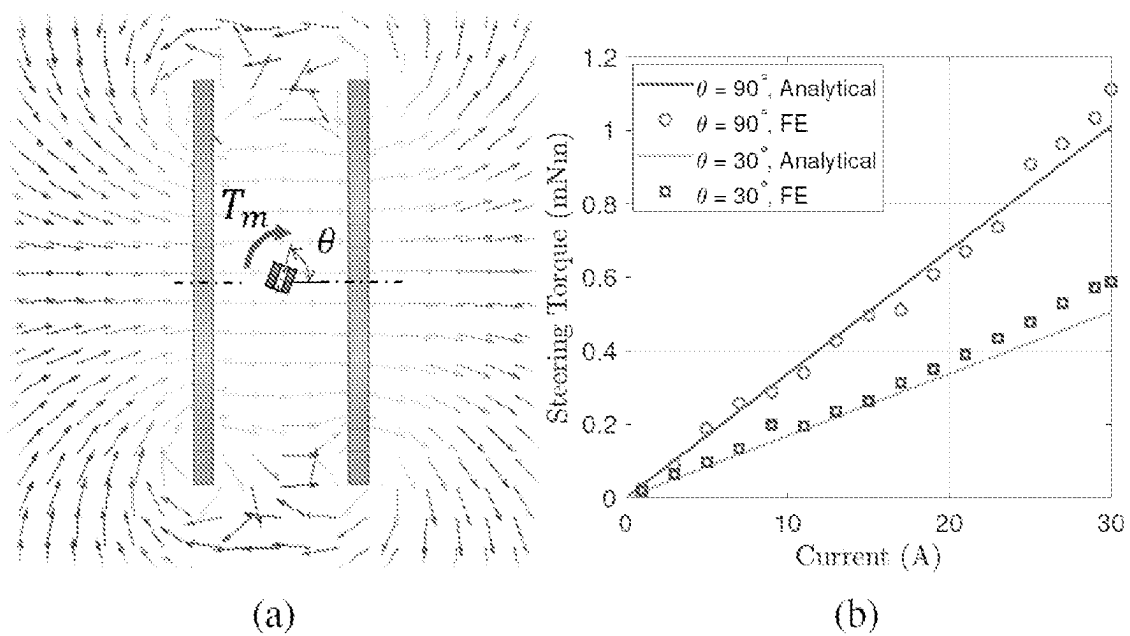 T_m
θ
(a)
1.2
1
0.8
0.6
0.4
0.2
0
0
10
20
30
Steering Torque (mNm)
Current (A)
θ = 90°, Analytical
θ = 90°, FE
θ = 30°, Analytical
θ = 30°, FE
(b)